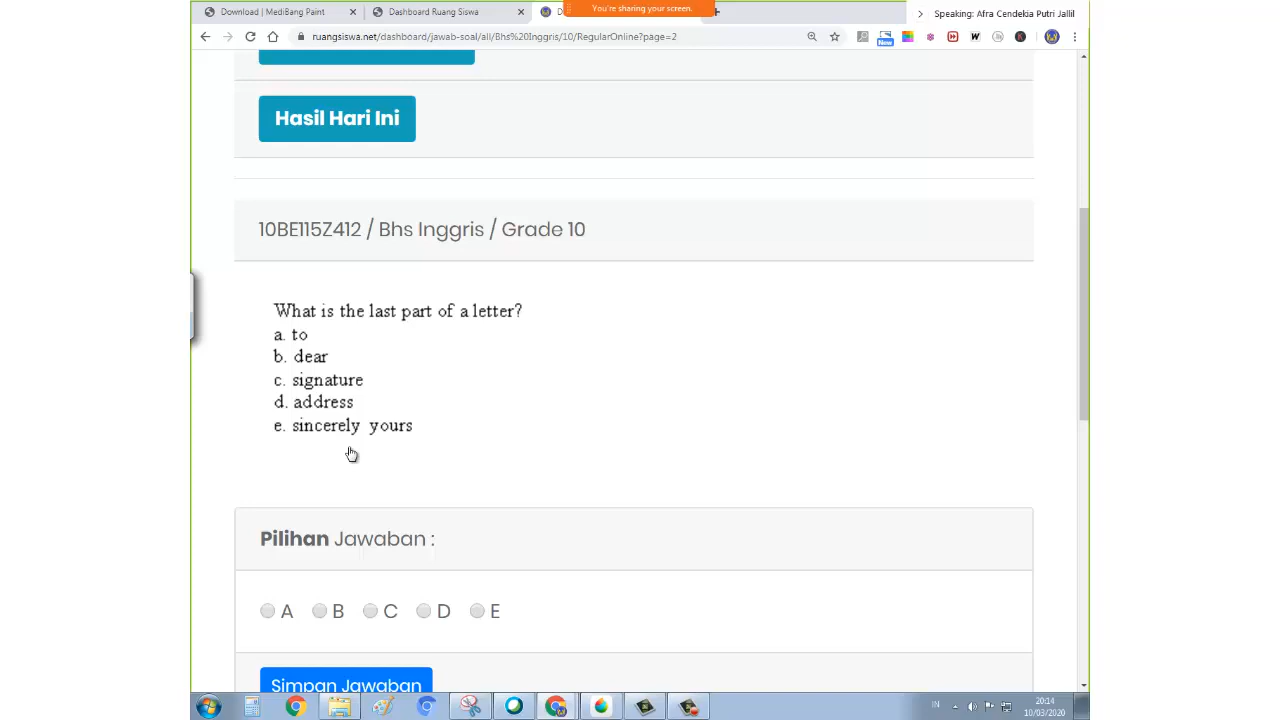 Download | MediBang Paint
Dashboard Ruang Siswa
You're sharing your screen.
Speaking: Afra Cendekia Putri Jallil
ruangsiswa.net/dashboard/jawab-soal/all/Bhs%20Inggris/10/RegularOnline?page=2
New
Hasil Hari Ini
10BE115Z412 / Bhs Inggris / Grade 10
What is the last part of a letter?
a. to
b. dear
c. signature
d. address
e. sincerely yours
Pilihan Jawaban :
A B C D E
Simpan Jawaban
IN
20:14
10/03/2020